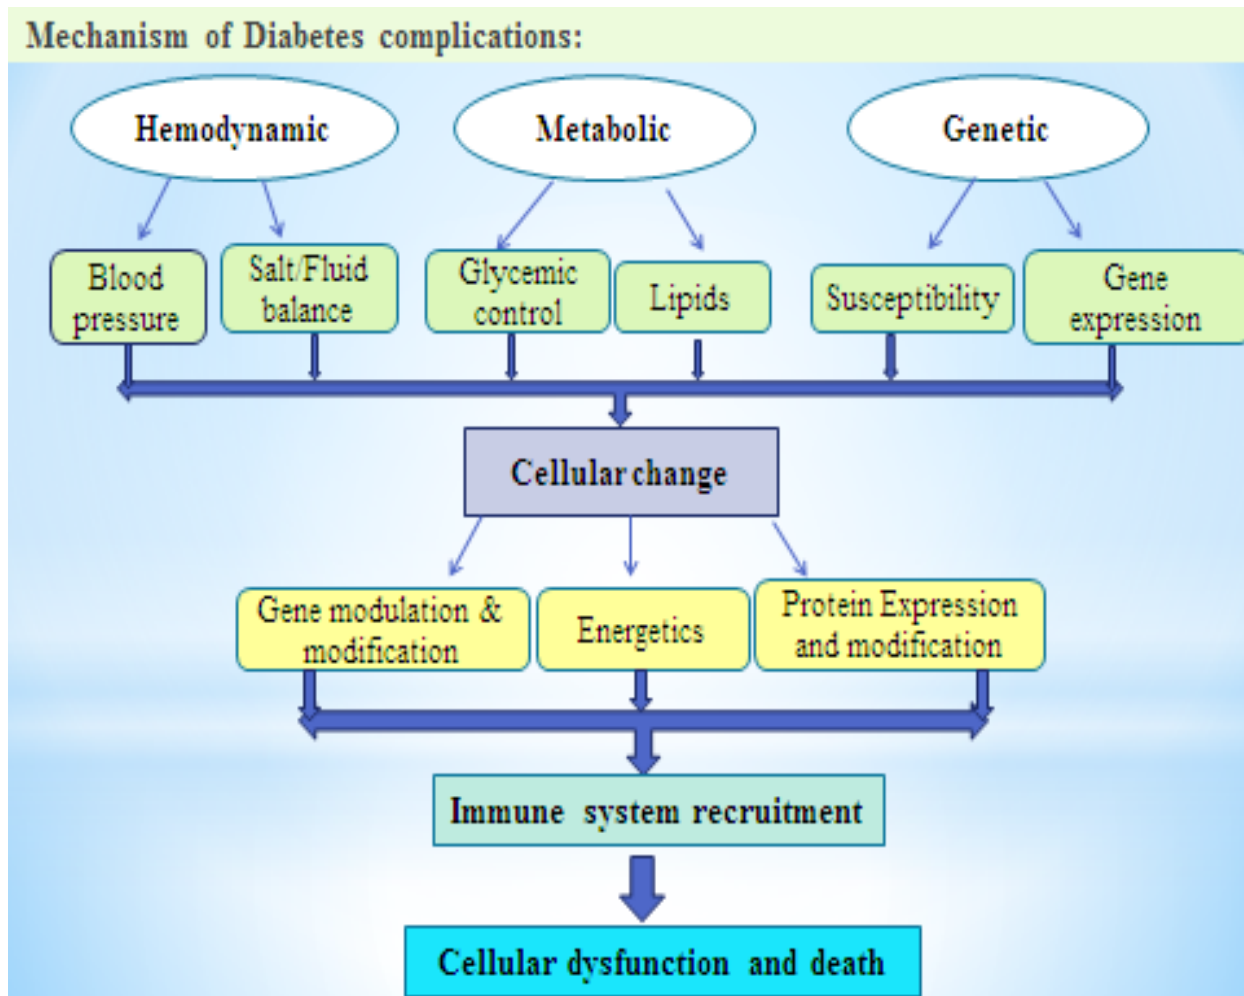 Mechanism of Diabetes complications:
Hemodynamic
Metabolic
Genetic
Blood
pressure
Salt/Fluid
balance
Glycemic
control
Lipids
Susceptibility
Gene
expression
Cellular change
Gene modulation &
modification
Energetics
Protein Expression
and modification
Immune system recruitment
Cellular dysfunction and death